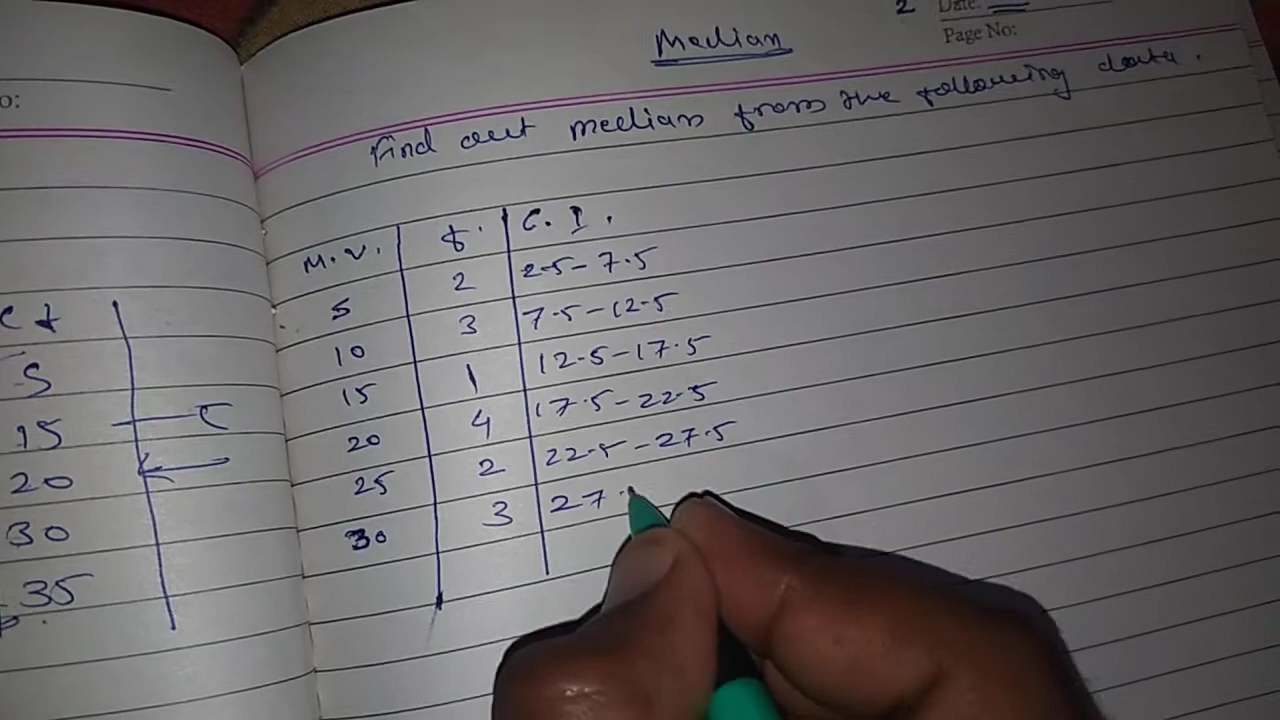 2 Date:
Page No:
Median
Find out median from the following data.
M.V. f. C.I.
5 2 2.5-7.5
10 3 7.5-12.5
15 1 12.5-17.5
20 4 17.5-22.5
25 2 22.5-27.5
30 3 27.
o:
c f
5
15
20
30
35